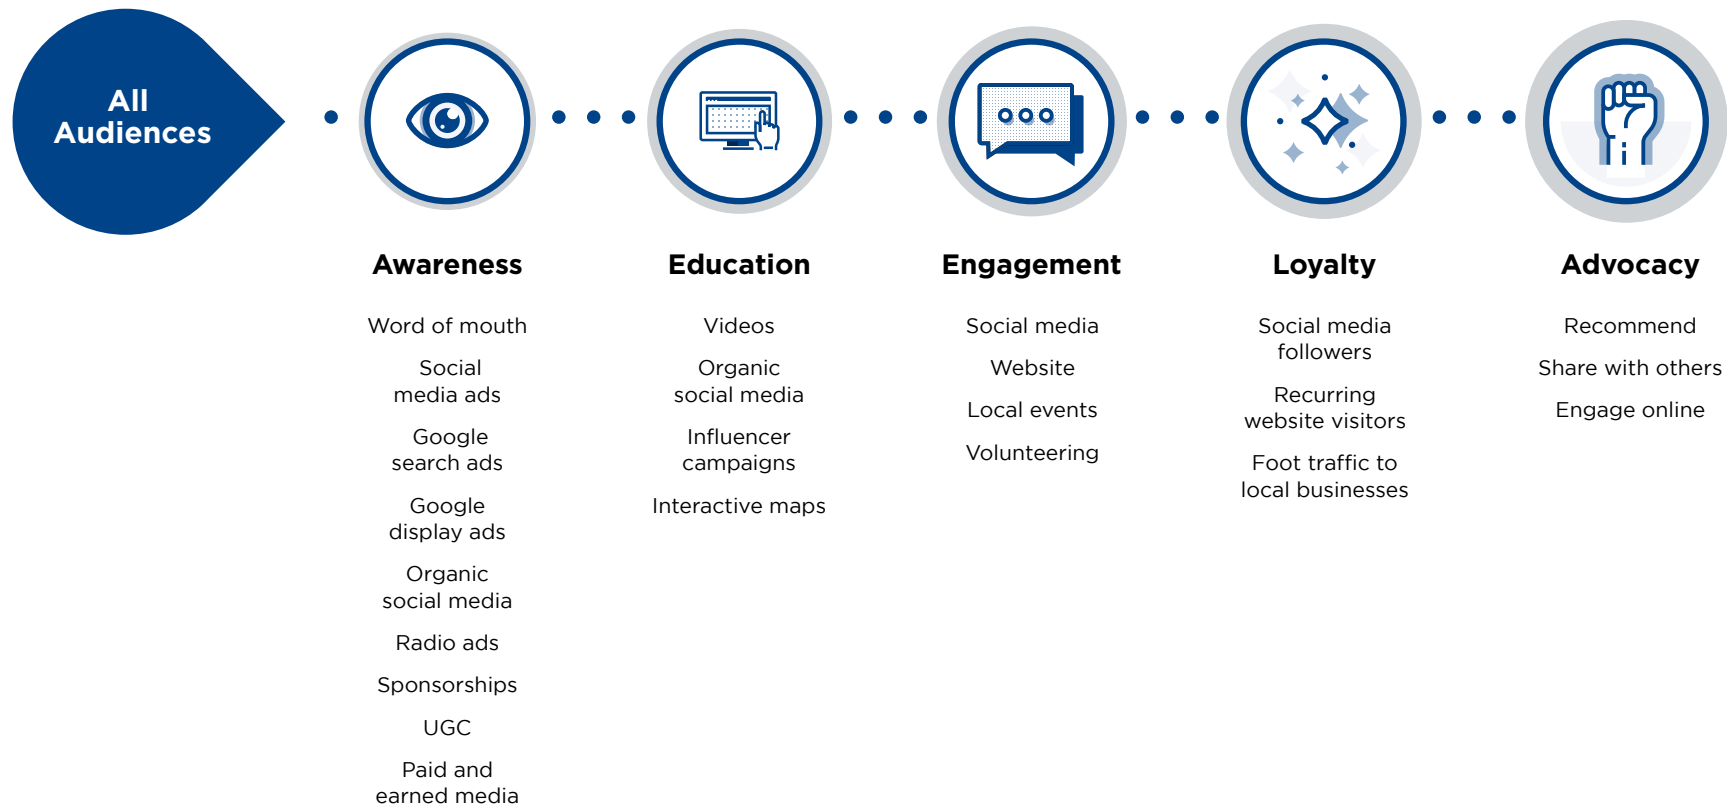 All
Audiences
Awareness
Word of mouth
Social
media ads
Google
search ads
Google
display ads
Organic
social media
Radio ads
Sponsorships
UGC
Paid and
earned media
Education
Videos
Organic
social media
Influencer
campaigns
Interactive maps
Engagement
Social media
Website
Local events
Volunteering
Loyalty
Social media
followers
Recurring
website visitors
Foot traffic to
local businesses
Advocacy
Recommend
Share with others
Engage online